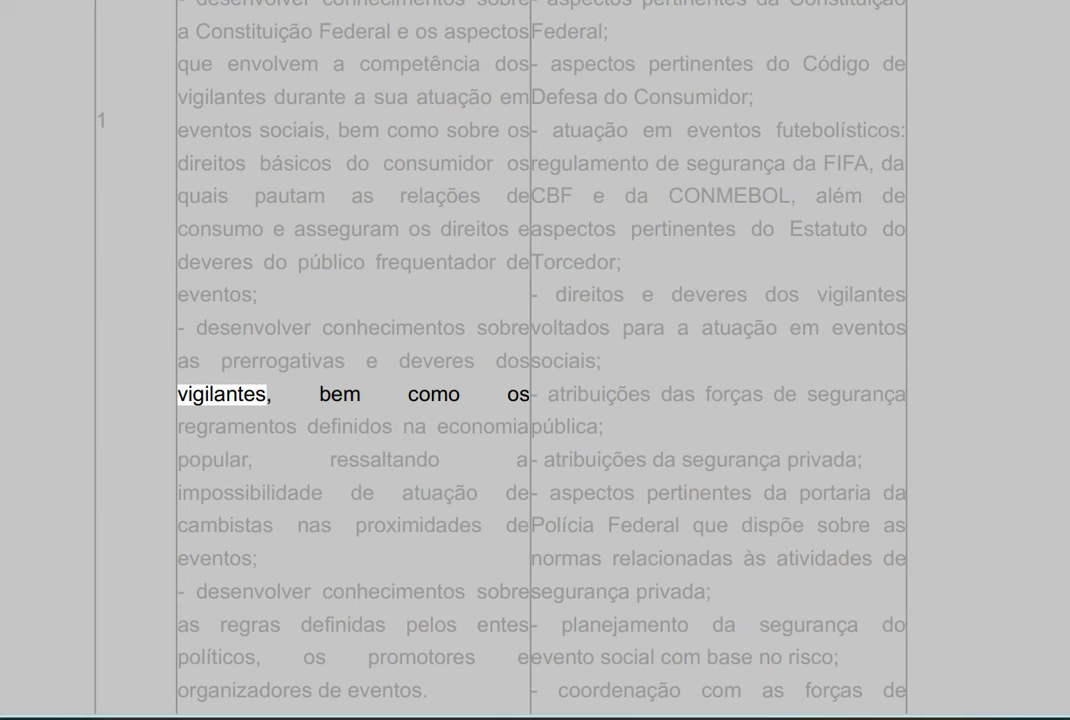 1
- desenvolver conhecimentos sobre
a Constituição Federal e os aspectos
que envolvem a competência dos
vigilantes durante a sua atuação em
eventos sociais, bem como sobre os
direitos básicos do consumidor os
quais pautam as relações de
consumo e asseguram os direitos e
deveres do público frequentador de
eventos;
- desenvolver conhecimentos sobre
as prerrogativas e deveres dos
vigilantes, bem como os
regramentos definidos na economia
popular, ressaltando a
impossibilidade de atuação de
cambistas nas proximidades de
eventos;
- desenvolver conhecimentos sobre
as regras definidas pelos entes
políticos, os promotores e
organizadores de eventos.
- aspectos pertinentes da Constituição
Federal;
- aspectos pertinentes do Código de
Defesa do Consumidor;
- atuação em eventos futebolísticos:
regulamento de segurança da FIFA, da
CBF e da CONMEBOL, além de
aspectos pertinentes do Estatuto do
Torcedor;
- direitos e deveres dos vigilantes
voltados para a atuação em eventos
sociais;
- atribuições das forças de segurança
pública;
- atribuições da segurança privada;
- aspectos pertinentes da portaria da
Polícia Federal que dispõe sobre as
normas relacionadas às atividades de
segurança privada;
- planejamento da segurança do
evento social com base no risco;
- coordenação com as forças de